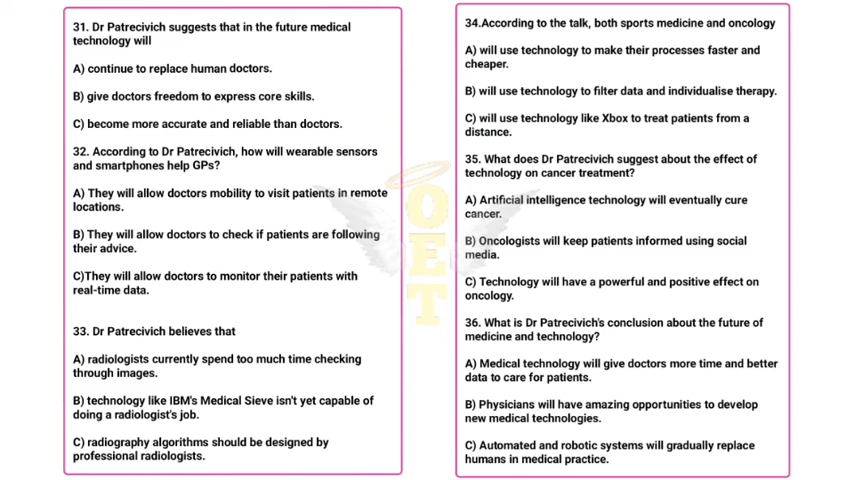 31. Dr Patrecivich suggests that in the future medical
technology will
A) continue to replace human doctors.
B) give doctors freedom to express core skills.
C) become more accurate and reliable than doctors.
32. According to Dr Patrecivich, how will wearable sensors
and smartphones help GPs?
A) They will allow doctors mobility to visit patients in remote
locations.
B) They will allow doctors to check if patients are following
their advice.
C)They will allow doctors to monitor their patients with
real-time data.
33. Dr Patrecivich believes that
A) radiologists currently spend too much time checking
through images.
B) technology like IBM's Medical Sieve isn't yet capable of
doing a radiologist's job.
C) radiography algorithms should be designed by
professional radiologists.
OET
34.According to the talk, both sports medicine and oncology
A) will use technology to make their processes faster and
cheaper.
B) will use technology to filter data and individualise therapy.
C) will use technology like Xbox to treat patients from a
distance.
35. What does Dr Patrecivich suggest about the effect of
technology on cancer treatment?
A) Artificial intelligence technology will eventually cure
cancer.
B) Oncologists will keep patients informed using social
media.
C) Technology will have a powerful and positive effect on
oncology.
36. What is Dr Patrecivich's conclusion about the future of
medicine and technology?
A) Medical technology will give doctors more time and better
data to care for patients.
B) Physicians will have amazing opportunities to develop
new medical technologies.
C) Automated and robotic systems will gradually replace
humans in medical practice.